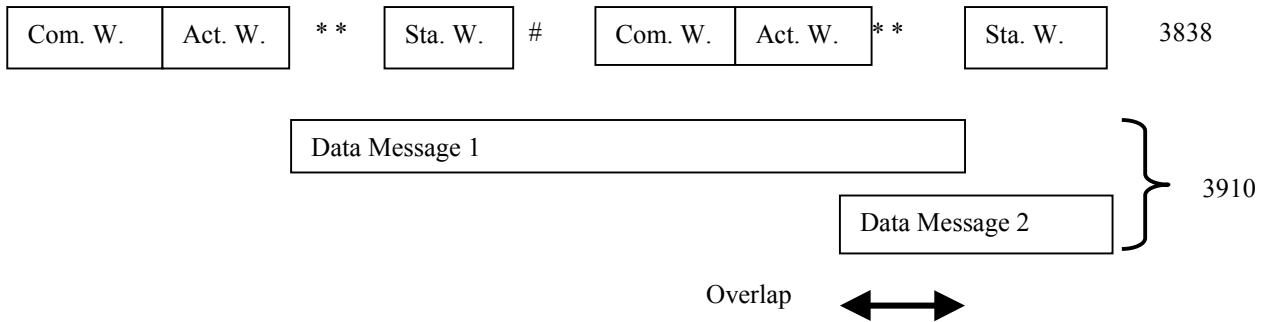 Com. W. Act. W. * * Sta. W. # Com. W. Act. W. * * Sta. W. 3838
Data Message 1
3910
Data Message 2
Overlap